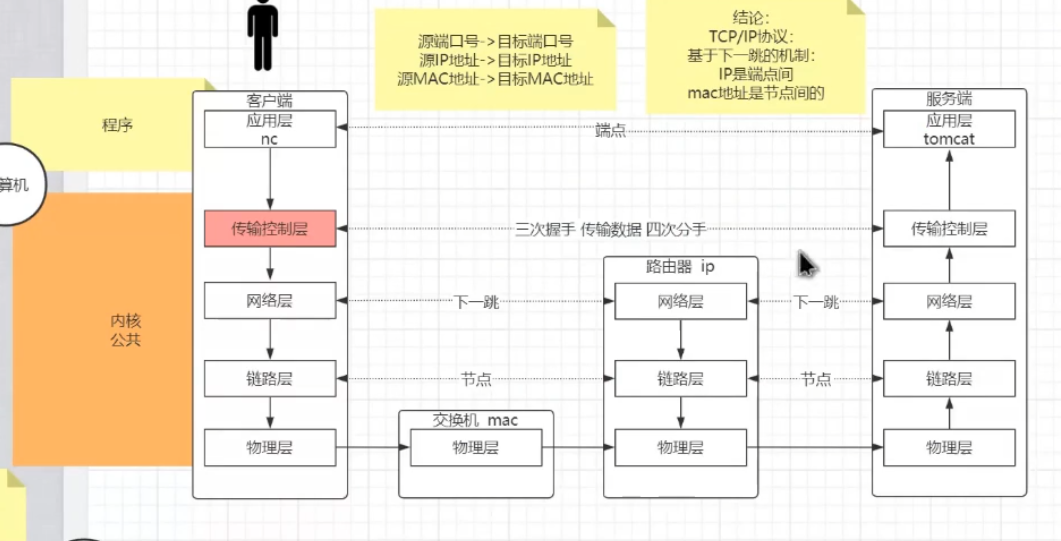 源端口号->目标端口号
源IP地址->目标IP地址
源MAC地址->目标MAC地址
结论：
TCP/IP协议：
基于下一跳的机制：
IP是端点间
mac地址是节点间的
程序
算机
内核
公共
客户端
应用层
nc
传输控制层
网络层
链路层
物理层
端点
三次握手 传输数据 四次分手
下一跳
节点
交换机 mac
物理层
路由器 ip
网络层
链路层
物理层
下一跳
节点
服务端
应用层
tomcat
传输控制层
网络层
链路层
物理层